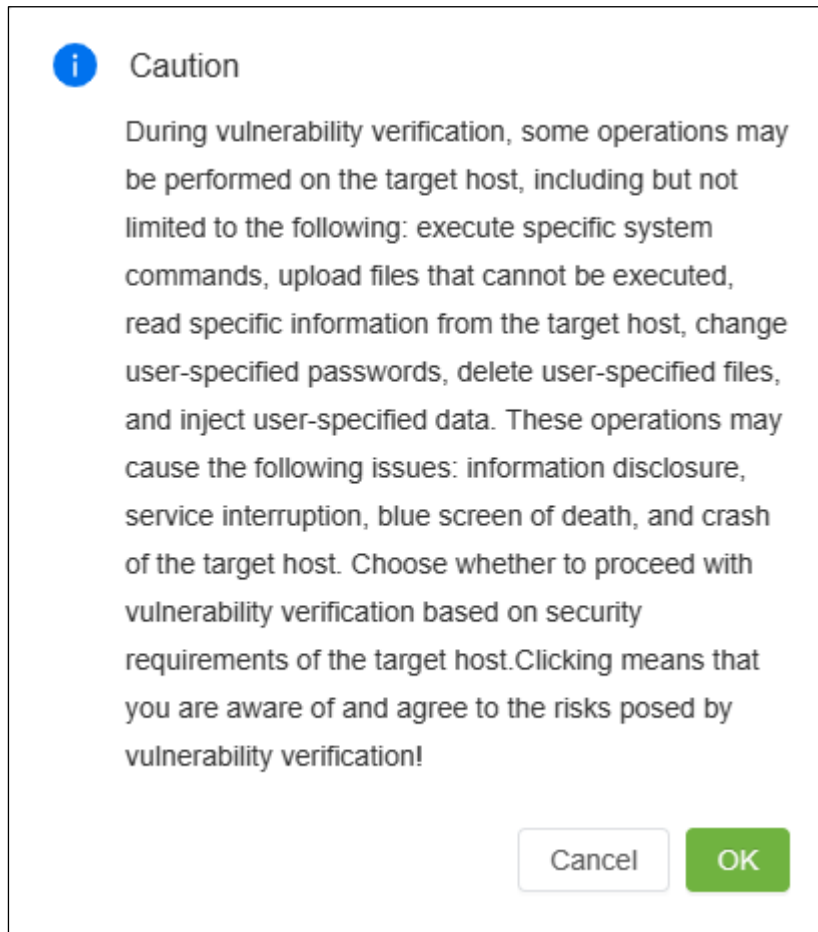 Caution
During vulnerability verification, some operations may
be performed on the target host, including but not
limited to the following: execute specific system
commands, upload files that cannot be executed,
read specific information from the target host, change
user-specified passwords, delete user-specified files,
and inject user-specified data. These operations may
cause the following issues: information disclosure,
service interruption, blue screen of death, and crash
of the target host. Choose whether to proceed with
vulnerability verification based on security
requirements of the target host.Clicking means that
you are aware of and agree to the risks posed by
vulnerability verification!
Cancel OK